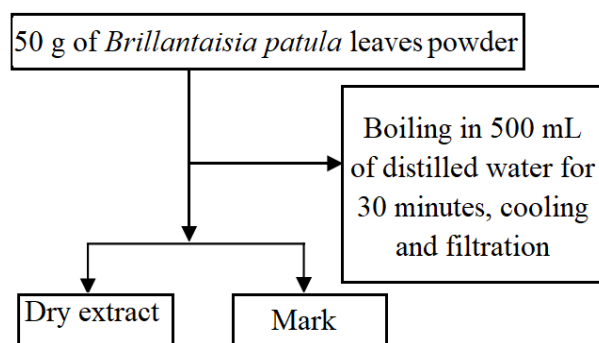 50 g of Brillantaisia patula leaves powder
Boiling in 500 mL
of distilled water for
30 minutes, cooling
and filtration
Dry extract
Mark